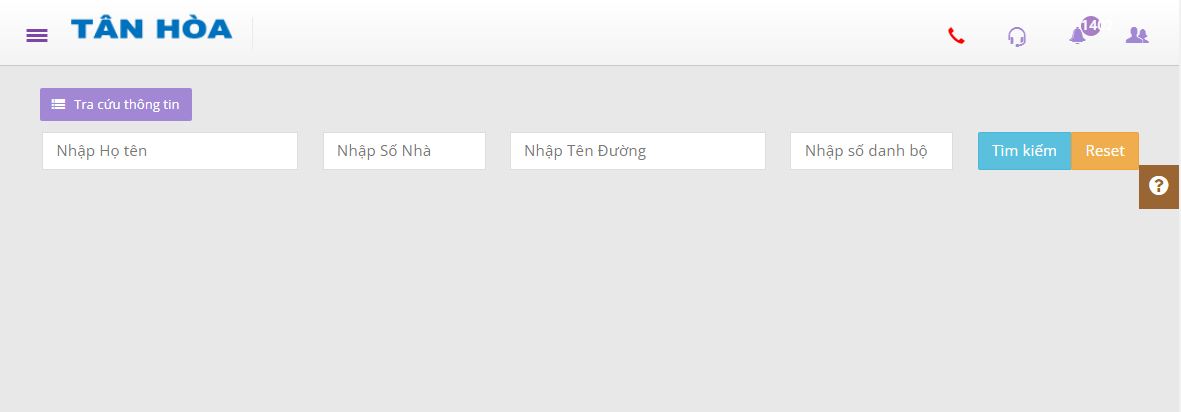 TÂN HÒA
Tra cứu thông tin
Nhập Họ tên
Nhập Số Nhà
Nhập Tên Đường
Nhập số danh bộ
Tìm kiếm
Reset